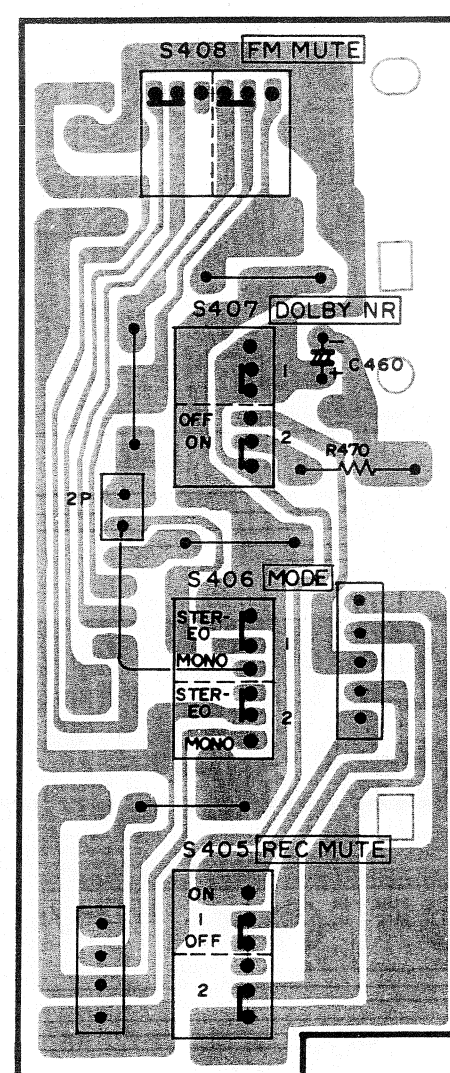 S408 FM MUTE
S407 DOLBY NR
1
C460
- 
+
OFF
ON
2
R470
2P
S406 MODE
STER-
EO
1
MONO
STER-
EO
2
MONO
S405 REC MUTE
ON
1
OFF
2